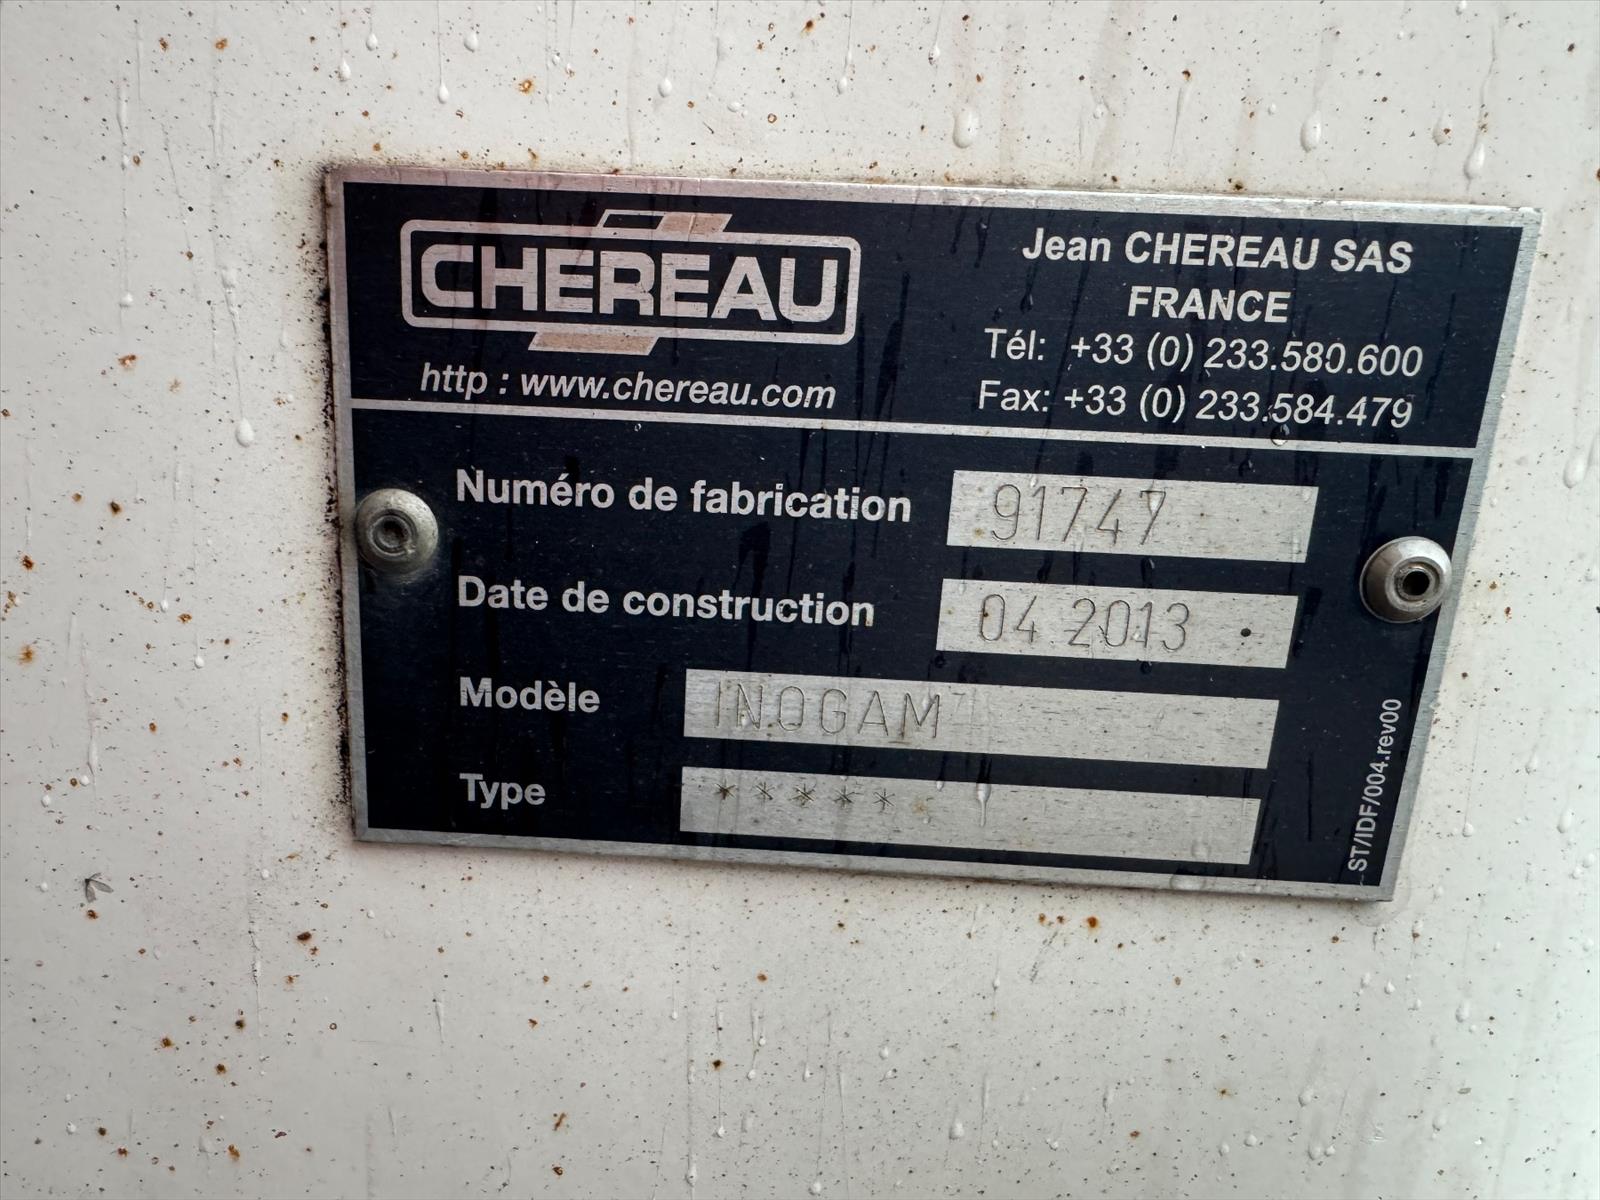 CHEREAU
http : www.chereau.com
Jean CHEREAU SAS
FRANCE
Tél: +33 (0) 233.580.600
Fax: +33 (0) 233.584.479
Numéro de fabrication 91747
Date de construction 04 2013
Modèle INOGAM
Type *****
ST/IDF/004.rev00